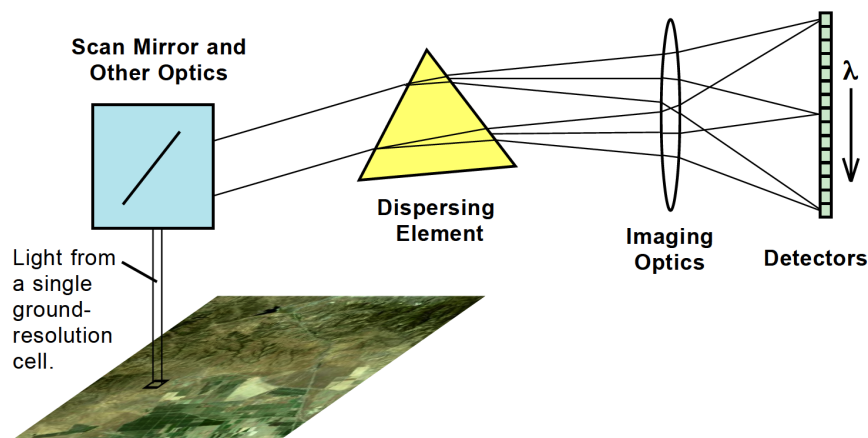 Scan Mirror and
Other Optics
λ
Dispersing
Element
Imaging
Optics
Detectors
Light from
a single
ground-
resolution
cell.